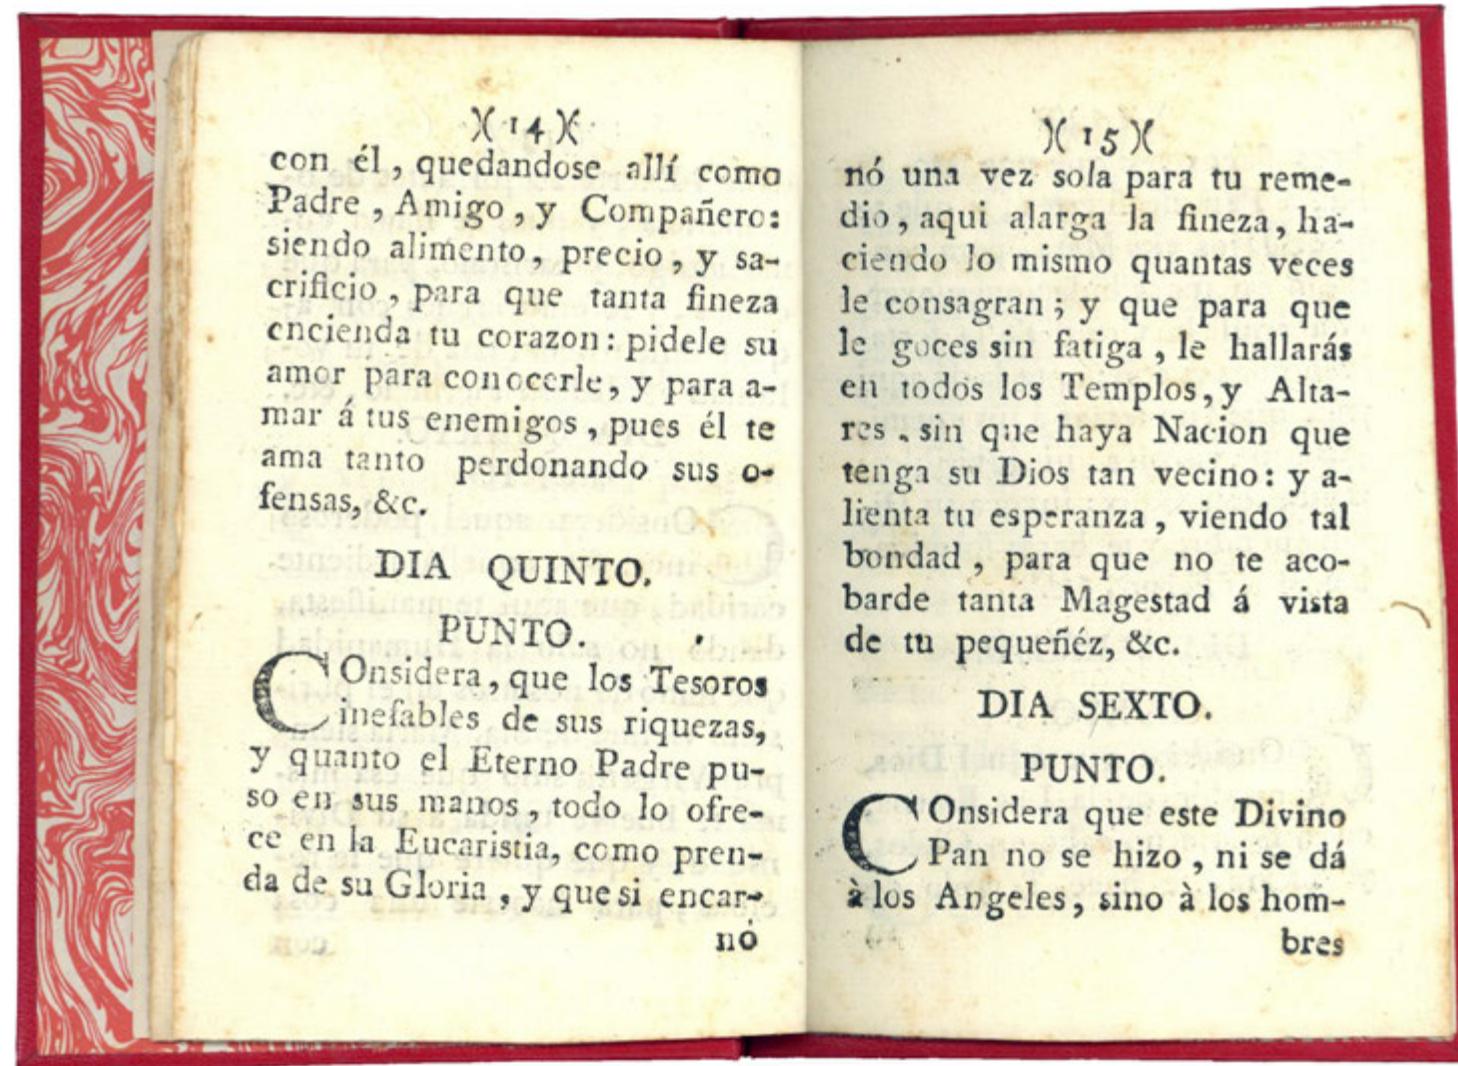 )( 14 )(
con él, quedandose allí como
Padre, Amigo, y Compañero:
siendo alimento, precio, y sa-
crificio, para que tanta fineza
encienda tu corazon: pidele su
amor para conocerle, y para a-
mar á tus enemigos, pues él te
ama tanto perdonando sus o-
fensas, &c.
DIA QUINTO.
PUNTO.
COnsidera, que los Tesoros
inefables de sus riquezas,
y quanto el Eterno Padre pu-
so en sus manos, todo lo ofre-
ce en la Eucaristia, como pren-
da de su Gloria, y que si encar-
nó
)( 15 )(
nó una vez sola para tu reme-
dio, aqui alarga la fineza, ha-
ciendo lo mismo quantas veces
le consagran; y que para que
le goces sin fatiga, le hallarás
en todos los Templos, y Alta-
res, sin que haya Nacion que
tenga su Dios tan vecino: y a-
lienta tu esperanza, viendo tal
bondad, para que no te aco-
barde tanta Magestad á vista
de tu pequeñéz, &c.
DIA SEXTO.
PUNTO.
COnsidera que este Divino
Pan no se hizo, ni se dá
à los Angeles, sino à los hom-
bres